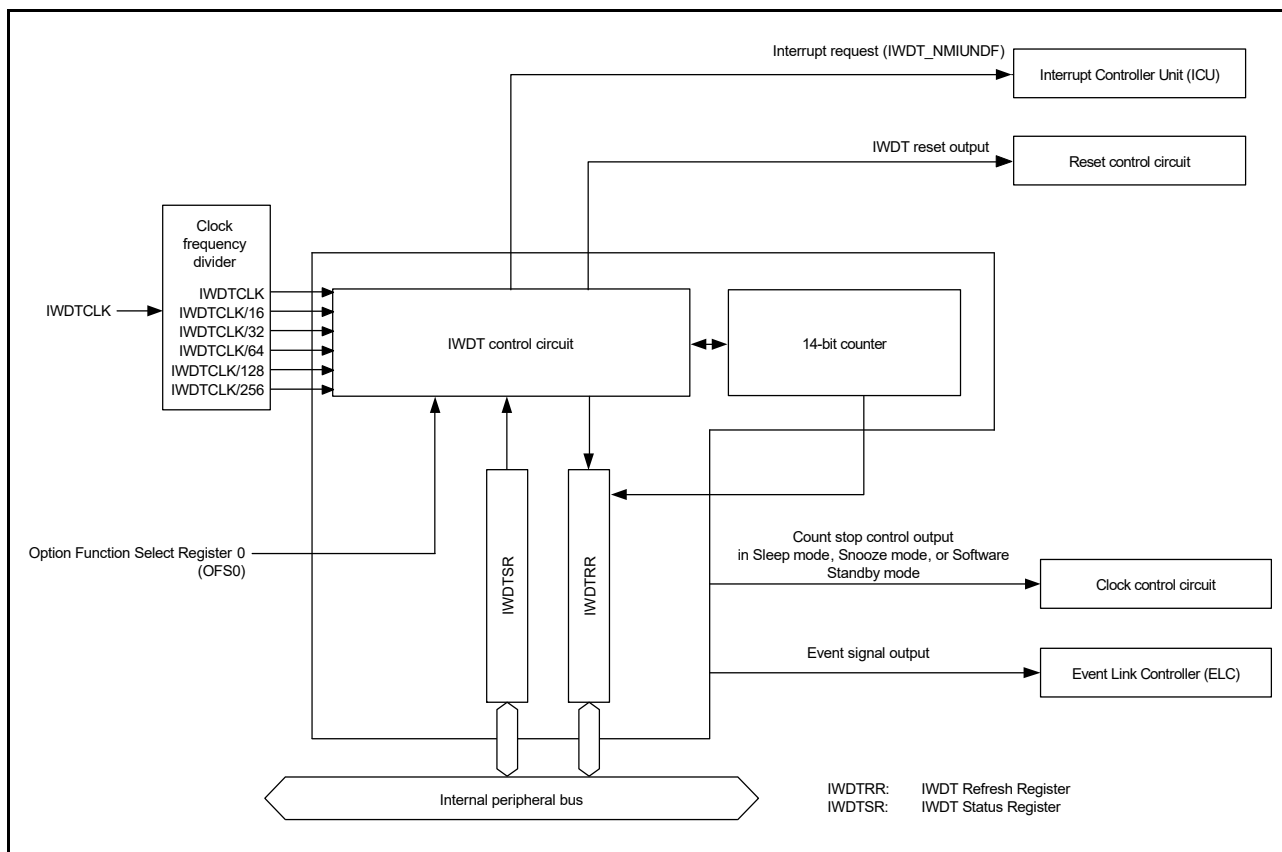 Interrupt request (IWDT_NMIUNDF)
Interrupt Controller Unit (ICU)
IWDT reset output
Reset control circuit
Clock
frequency
divider
IWDTCLK
IWDTCLK
IWDTCLK/16
IWDTCLK/32
IWDTCLK/64
IWDTCLK/128
IWDTCLK/256
IWDT control circuit
14-bit counter
Option Function Select Register 0
(OFS0)
IWDTSR
IWDTRR
Count stop control output
in Sleep mode, Snooze mode, or Software
Standby mode
Clock control circuit
Event signal output
Event Link Controller (ELC)
Internal peripheral bus
IWDTRR: IWDT Refresh Register
IWDTSR: IWDT Status Register